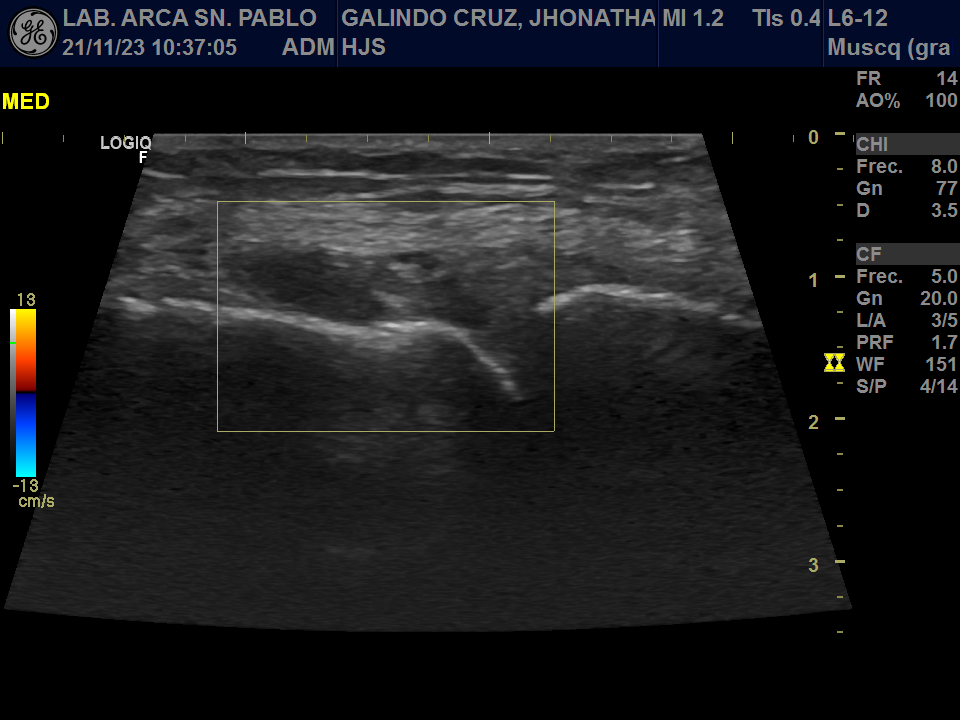 LAB. ARCA SN. PABLO
21/11/23 10:37:05 ADM
GALINDO CRUZ, JHONATHA
HJS
MI 1.2 TIs 0.4
L6-12
Muscq (gra
MED
LOGIQ
F
FR 14
AO% 100
CHI
Frec. 8.0
Gn 77
D 3.5
CF
Frec. 5.0
Gn 20.0
L/A 3/5
PRF 1.7
WF 151
S/P 4/14
0
1
2
3
13
-13
cm/s